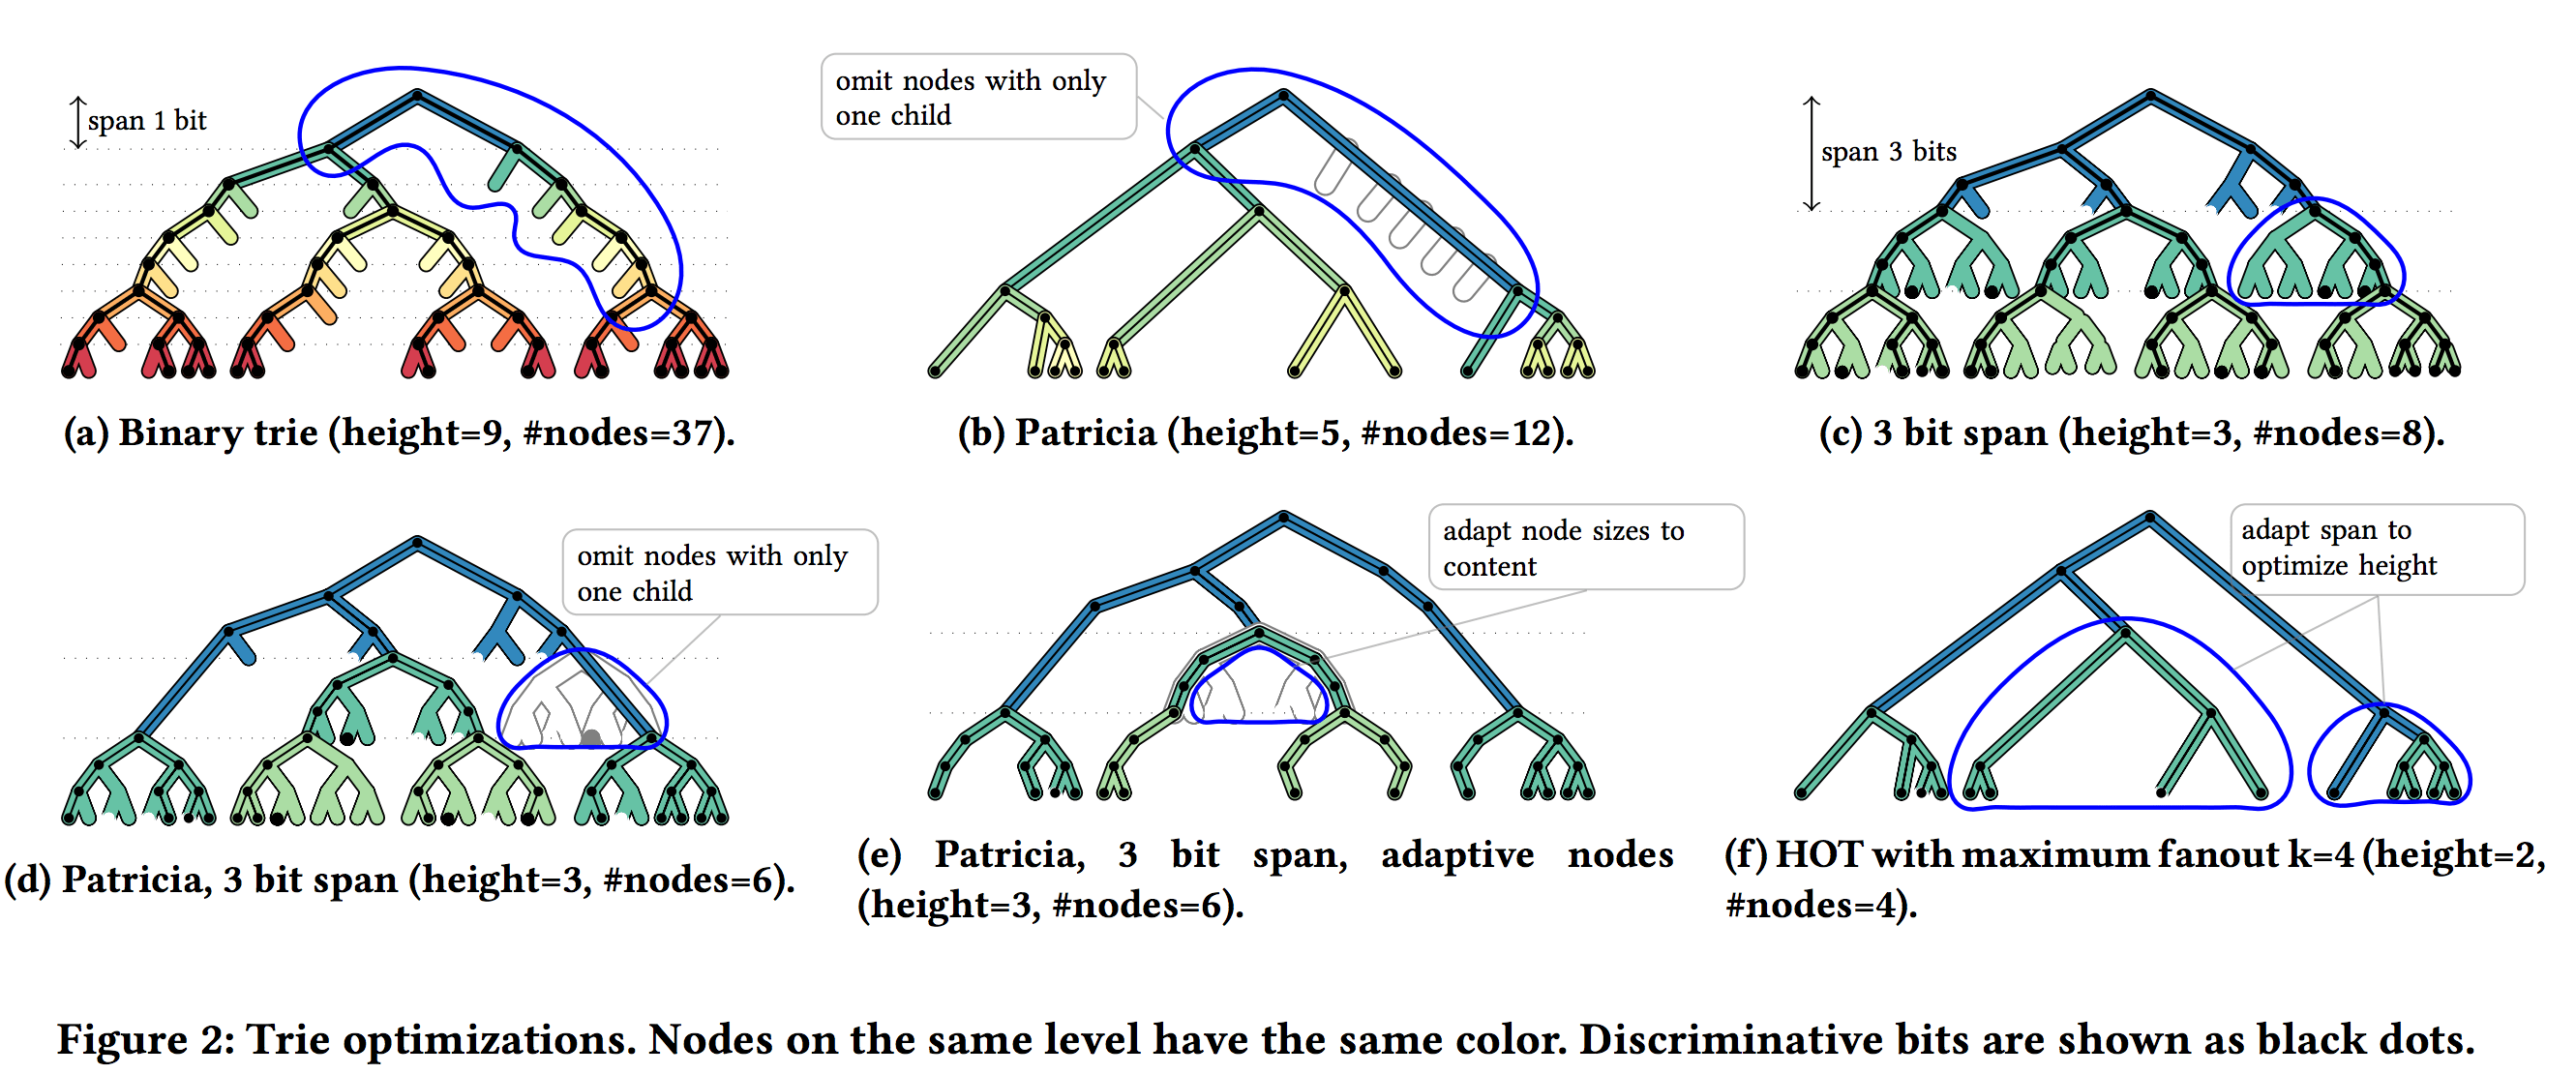 span 1 bit
omit nodes with only
one child
span 3 bits
(a) Binary trie (height=9, #nodes=37).
(b) Patricia (height=5, #nodes=12).
(c) 3 bit span (height=3, #nodes=8).
omit nodes with only
one child
adapt node sizes to
content
adapt span to
optimize height
(d) Patricia, 3 bit span (height=3, #nodes=6).
(e) Patricia, 3 bit span, adaptive nodes
(height=3, #nodes=6).
(f) HOT with maximum fanout k=4 (height=2,
#nodes=4).
Figure 2: Trie optimizations. Nodes on the same level have the same color. Discriminative bits are shown as black dots.